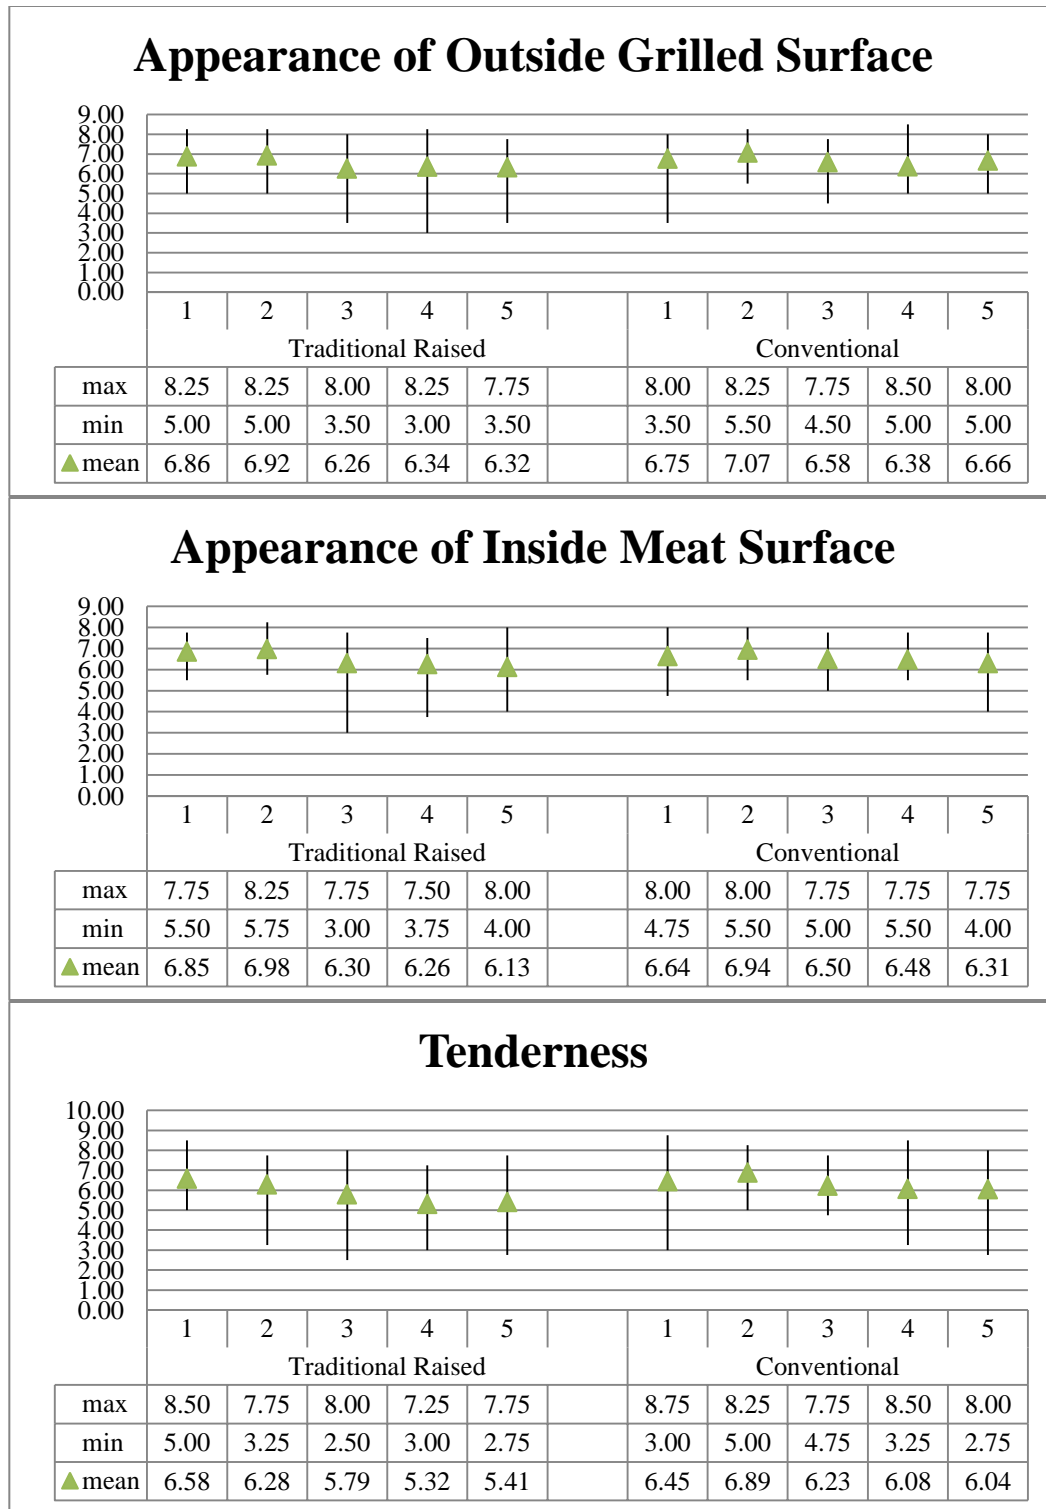 Appearance of Outside Grilled Surface
9.00
8.00
7.00
6.00
5.00
4.00
3.00
2.00
1.00
0.00
1 2 3 4 5 1 2 3 4 5
Traditional Raised Conventional
max 8.25 8.25 8.00 8.25 7.75 8.00 8.25 7.75 8.50 8.00
min 5.00 5.00 3.50 3.00 3.50 3.50 5.50 4.50 5.00 5.00
mean 6.86 6.92 6.26 6.34 6.32 6.75 7.07 6.58 6.38 6.66
Appearance of Inside Meat Surface
9.00
8.00
7.00
6.00
5.00
4.00
3.00
2.00
1.00
0.00
1 2 3 4 5 1 2 3 4 5
Traditional Raised Conventional
max 7.75 8.25 7.75 7.50 8.00 8.00 8.00 7.75 7.75 7.75
min 5.50 5.75 3.00 3.75 4.00 4.75 5.50 5.00 5.50 4.00
mean 6.85 6.98 6.30 6.26 6.13 6.64 6.94 6.50 6.48 6.31
Tenderness
10.00
9.00
8.00
7.00
6.00
5.00
4.00
3.00
2.00
1.00
0.00
1 2 3 4 5 1 2 3 4 5
Traditional Raised Conventional
max 8.50 7.75 8.00 7.25 7.75 8.75 8.25 7.75 8.50 8.00
min 5.00 3.25 2.50 3.00 2.75 3.00 5.00 4.75 3.25 2.75
mean 6.58 6.28 5.79 5.32 5.41 6.45 6.89 6.23 6.08 6.04